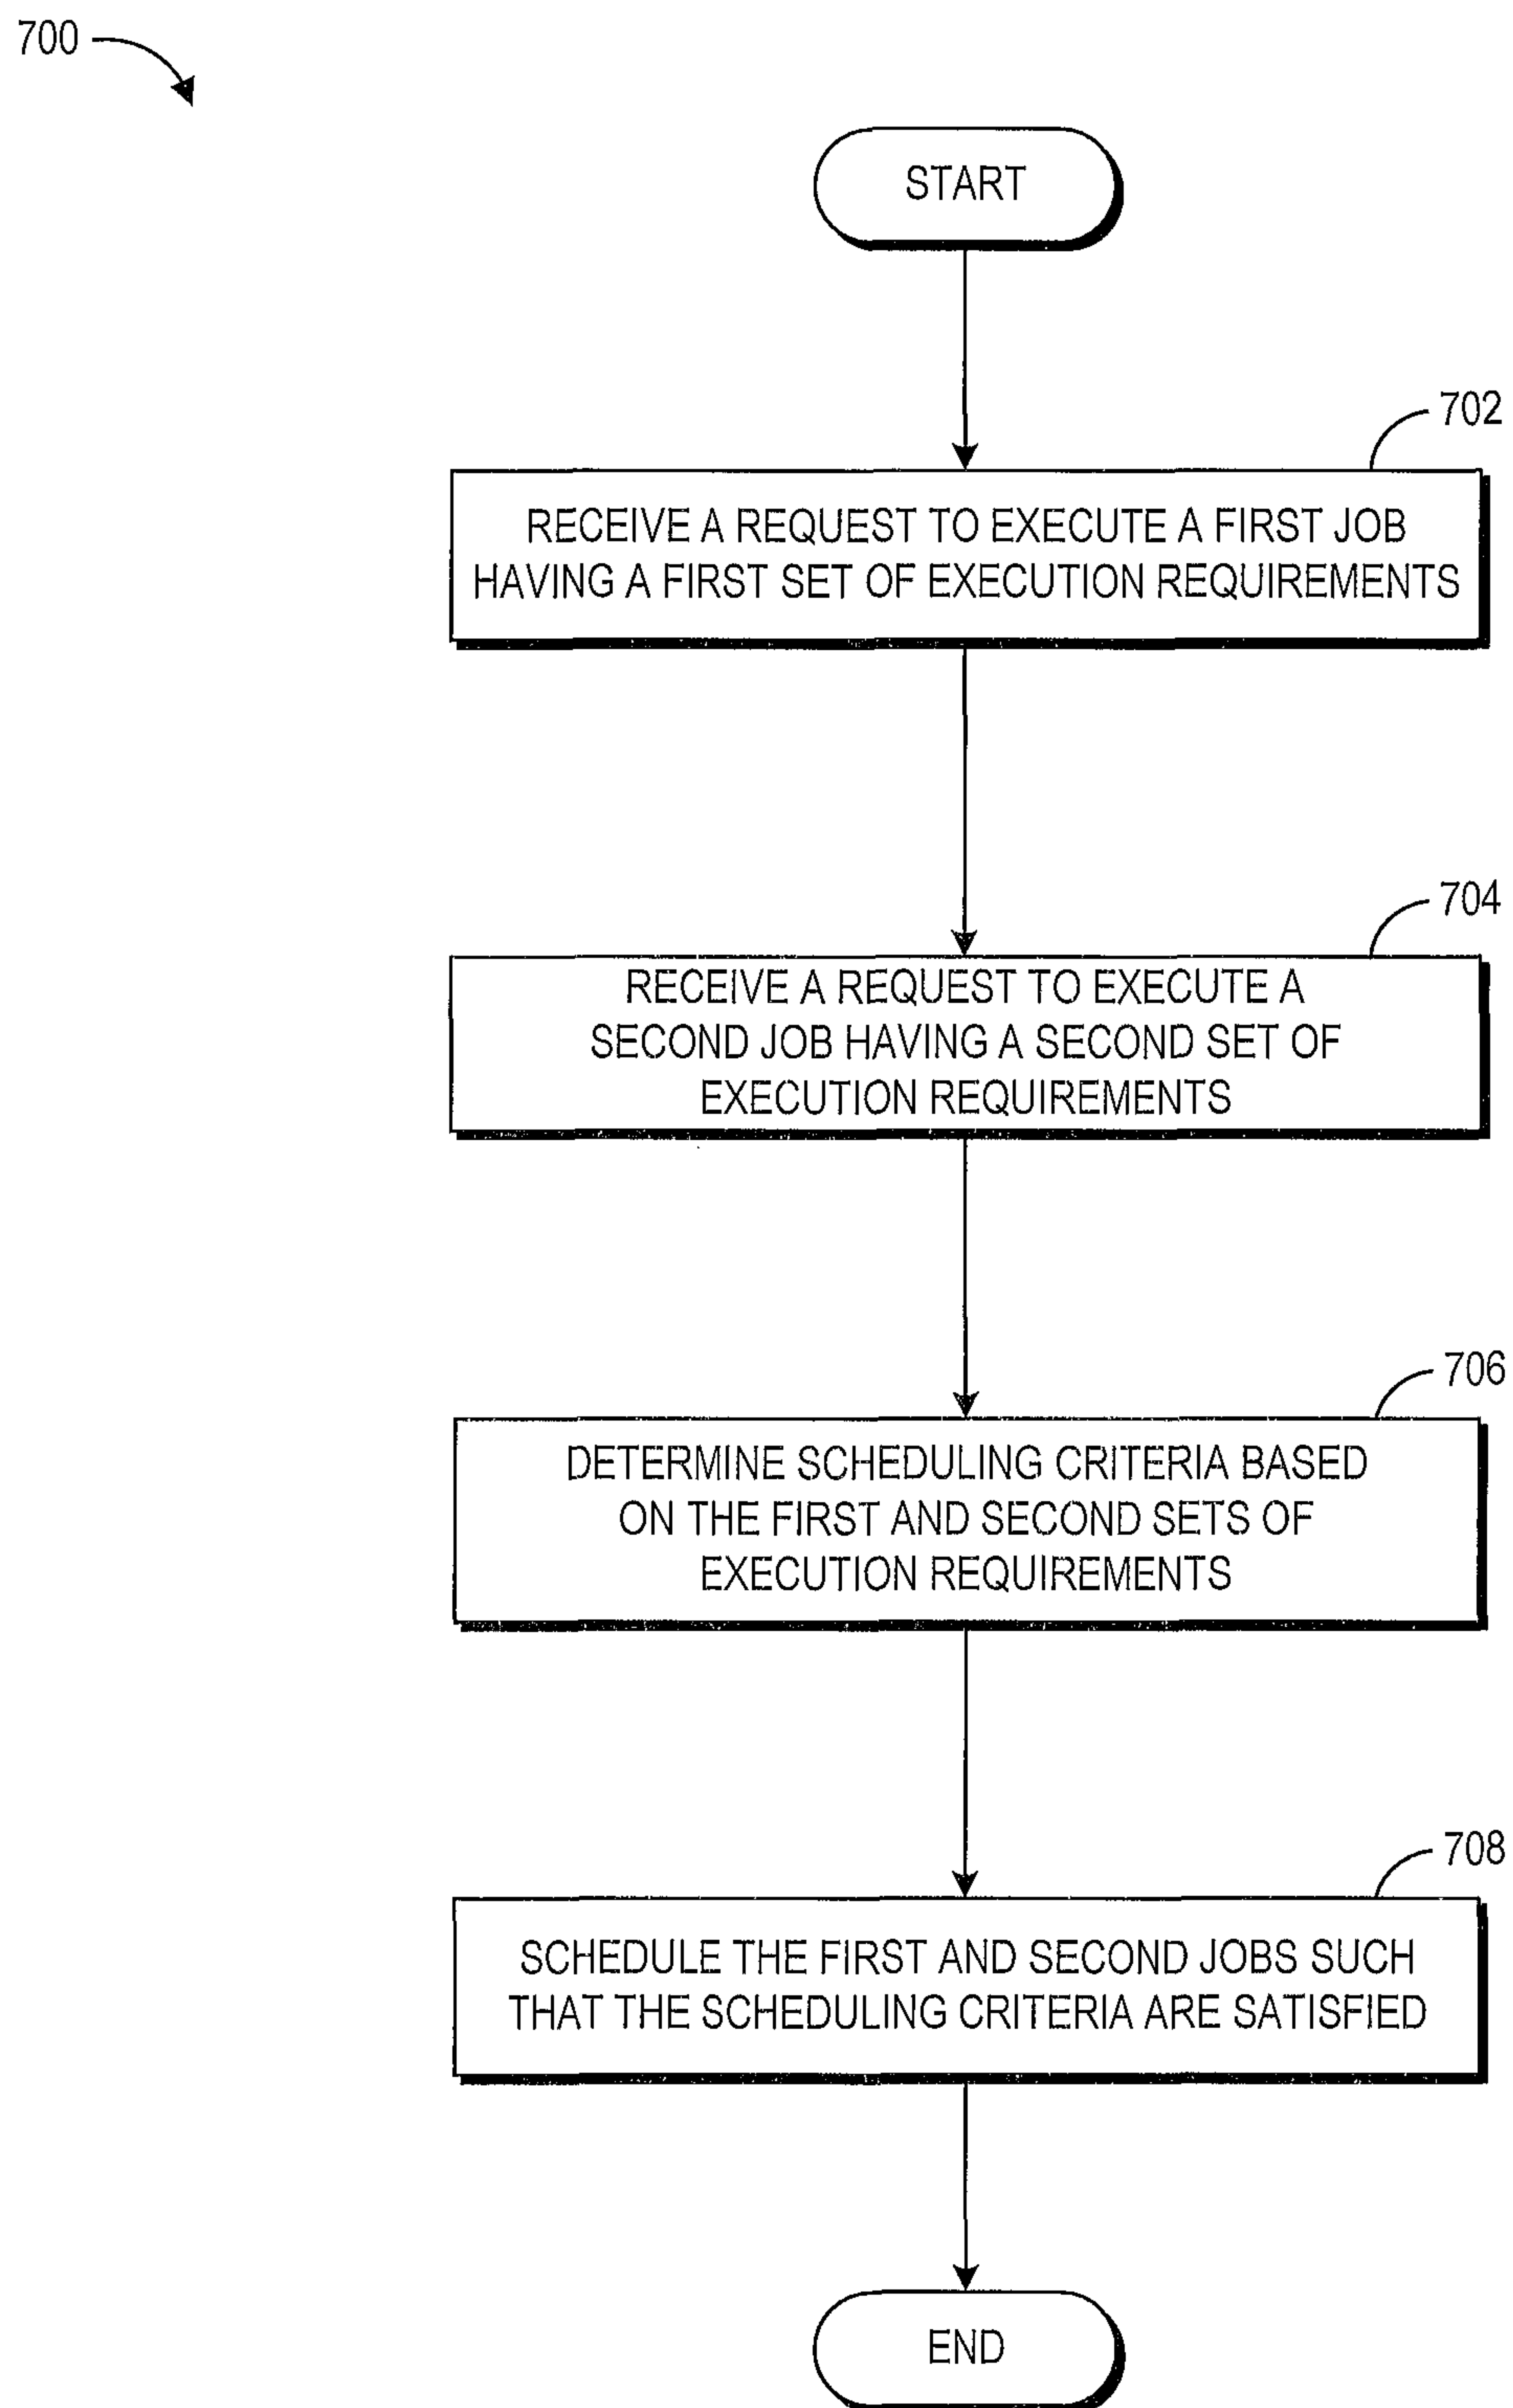 700
START
702
RECEIVE A REQUEST TO EXECUTE A FIRST JOB
HAVING A FIRST SET OF EXECUTION REQUIREMENTS
704
RECEIVE A REQUEST TO EXECUTE A
SECOND JOB HAVING A SECOND SET OF
EXECUTION REQUIREMENTS
706
DETERMINE SCHEDULING CRITERIA BASED
ON THE FIRST AND SECOND SETS OF
EXECUTION REQUIREMENTS
708
SCHEDULE THE FIRST AND SECOND JOBS SUCH
THAT THE SCHEDULING CRITERIA ARE SATISFIED
END